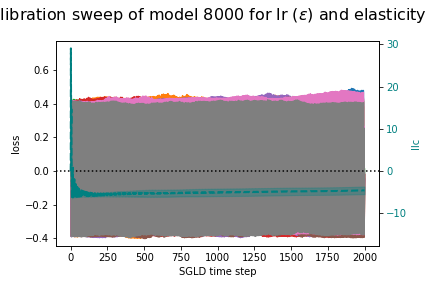 libration sweep of model 8000 for lr (ε) and elasticity
loss
0.6
0.4
0.2
0.0
−0.2
−0.4
30
20
10
0
−10
llc
0 250 500 750 1000 1250 1500 1750 2000
SGLD time step